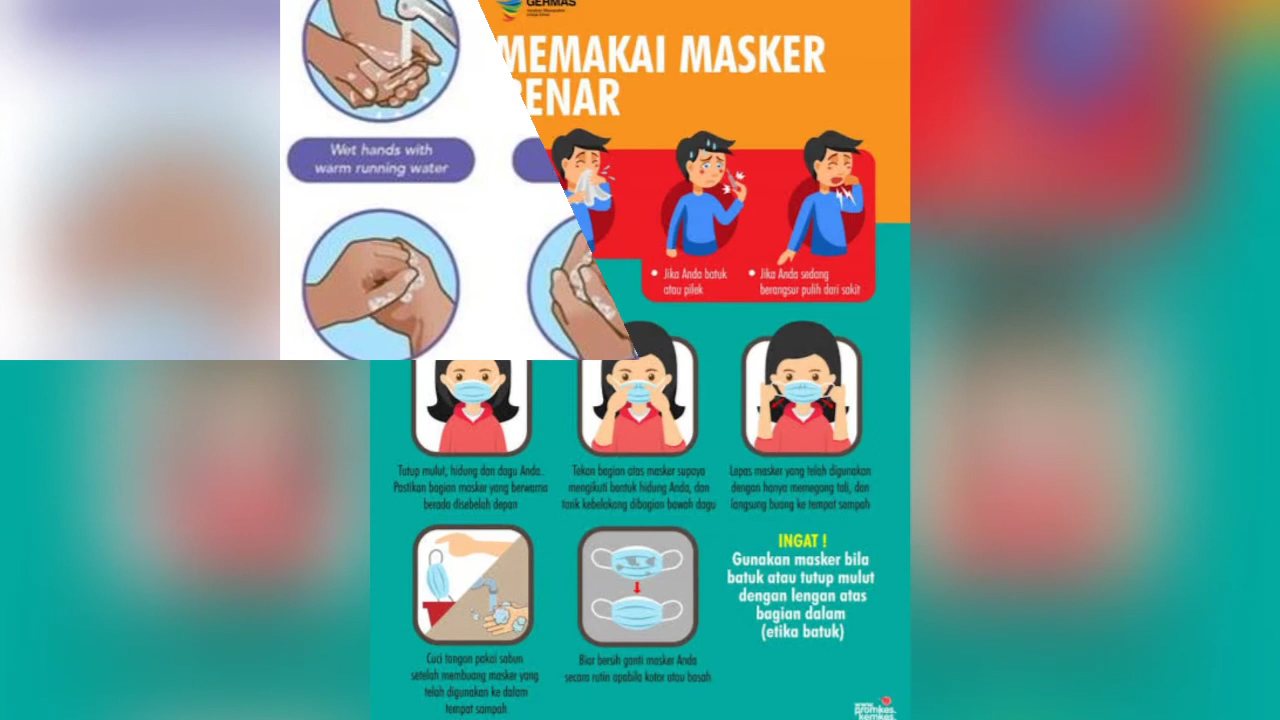 GERMAS
MEMAKAI MASKER
BENAR
Wet hands with
warm running water
• Jika Anda batuk
atau pilek
• Jika Anda sedang
berangsur pulih dari sakit
Tutup mulut, hidung dan dagu Anda.
Pastikan bagian masker yang berwarna
berada disebelah depan
Tekan bagian atas masker supaya
mengikuti bentuk hidung Anda, dan
tarik kebelakang dibagian bawah dagu
Lepas masker yang telah digunakan
dengan hanya memegang tali, dan
langsung buang ke tempat sampah
Cuci tangan pakai sabun
setelah membuang masker yang
telah digunakan ke dalam
tempat sampah
Biar bersih ganti masker Anda
secara rutin apabila kotor atau basah
INGAT !
Gunakan masker bila
batuk atau tutup mulut
dengan lengan atas
bagian dalam
(etika batuk)
www.
promkes.
kemkes.